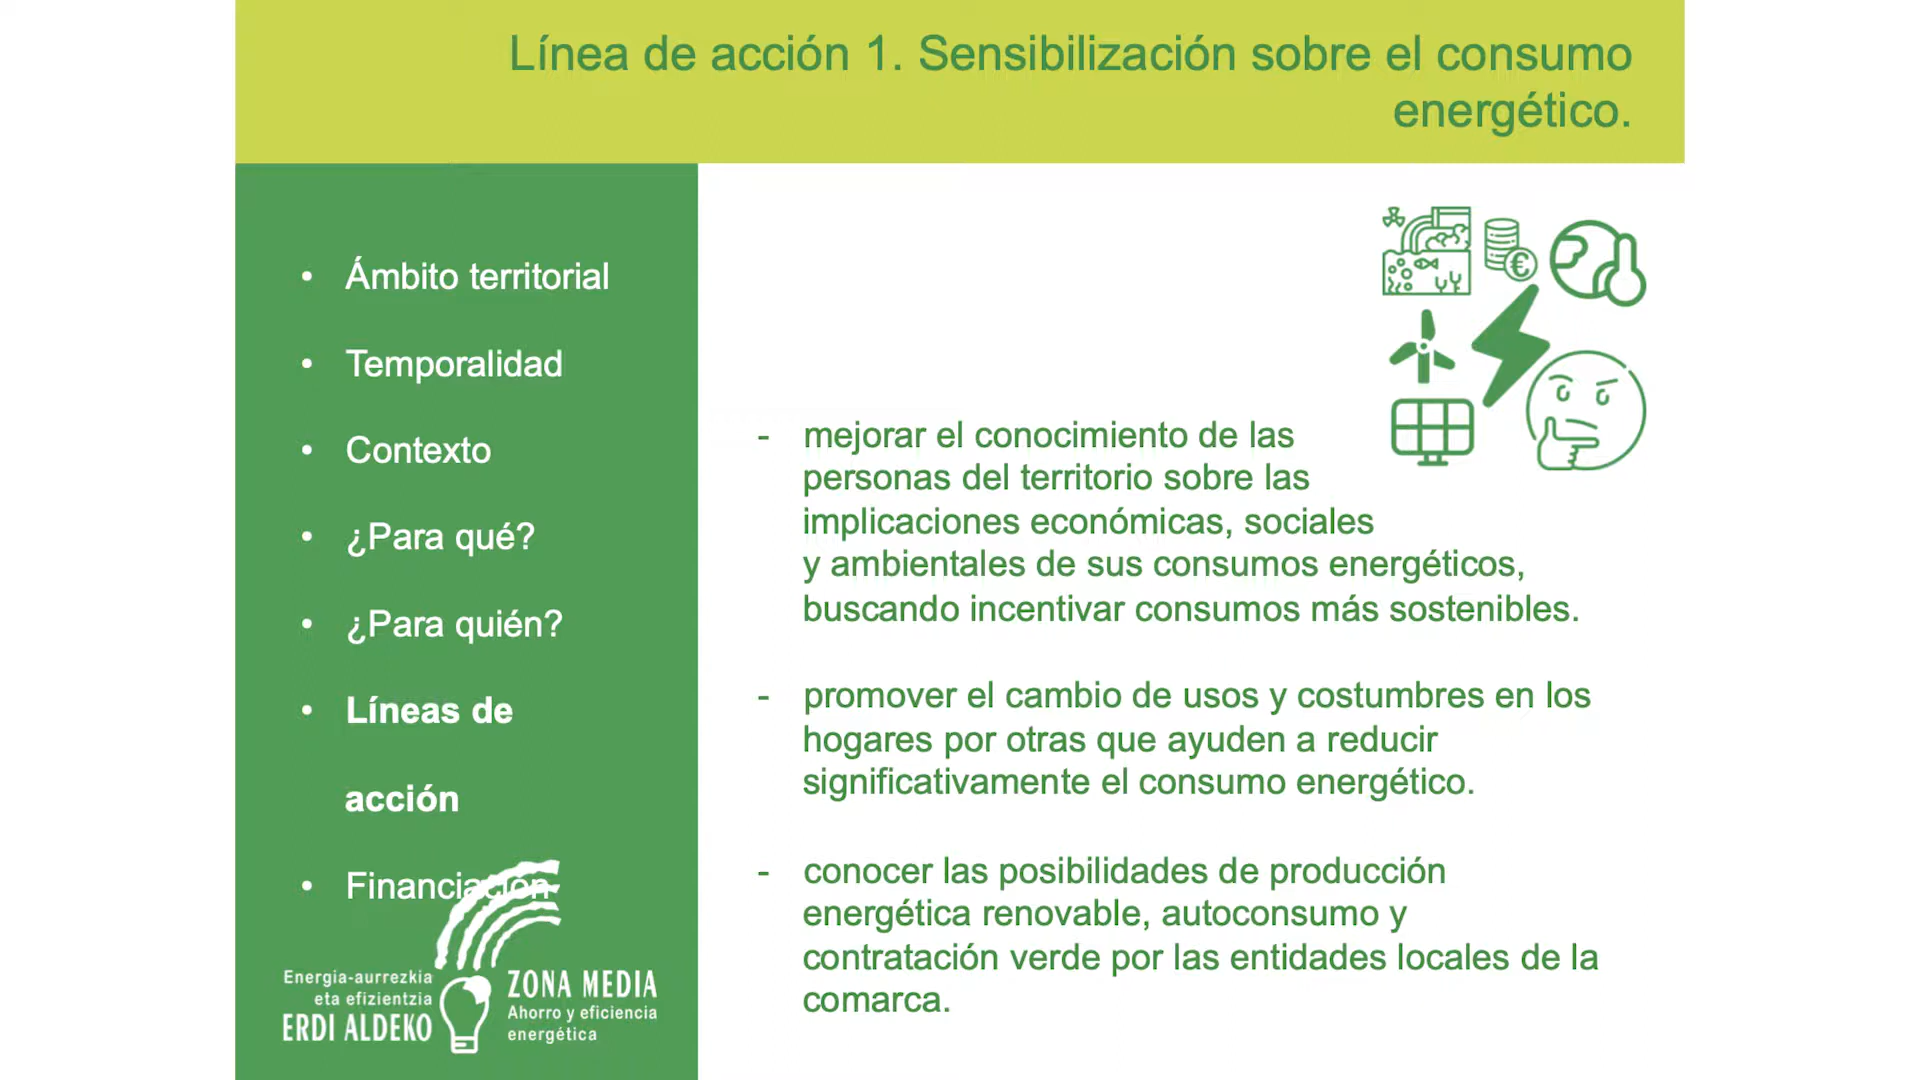 Línea de acción 1. Sensibilización sobre el consumo
energético.
• Ámbito territorial
• Temporalidad
• Contexto
• ¿Para qué?
• ¿Para quién?
• Líneas de
acción
• Financiación
Energia-aurrezkia
eta efizientzia
ERDI ALDEKO
ZONA MEDIA
Ahorro y eficiencia
energética
- mejorar el conocimiento de las
personas del territorio sobre las
implicaciones económicas, sociales
y ambientales de sus consumos energéticos,
buscando incentivar consumos más sostenibles.
- promover el cambio de usos y costumbres en los
hogares por otras que ayuden a reducir
significativamente el consumo energético.
- conocer las posibilidades de producción
energética renovable, autoconsumo y
contratación verde por las entidades locales de la
comarca.
€